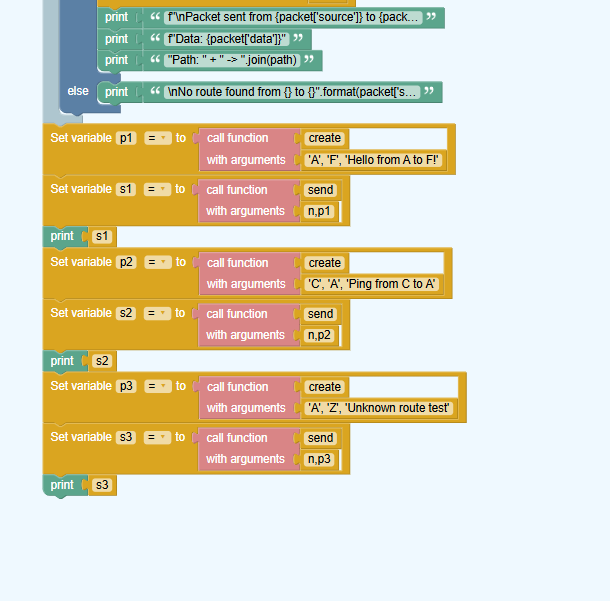 print “ f"\nPacket sent from {packet['source']} to {pack... ”
print “ f"Data: {packet['data']}" ”
print “ "Path: " + " -> ".join(path) ”
else print “ \nNo route found from {} to {}".format(packet['s... ”
Set variable p1 = to call function create
with arguments 'A', 'F', 'Hello from A to F!'
Set variable s1 = to call function send
with arguments n,p1
print s1
Set variable p2 = to call function create
with arguments 'C', 'A', 'Ping from C to A'
Set variable s2 = to call function send
with arguments n,p2
print s2
Set variable p3 = to call function create
with arguments 'A', 'Z', 'Unknown route test'
Set variable s3 = to call function send
with arguments n,p3
print s3